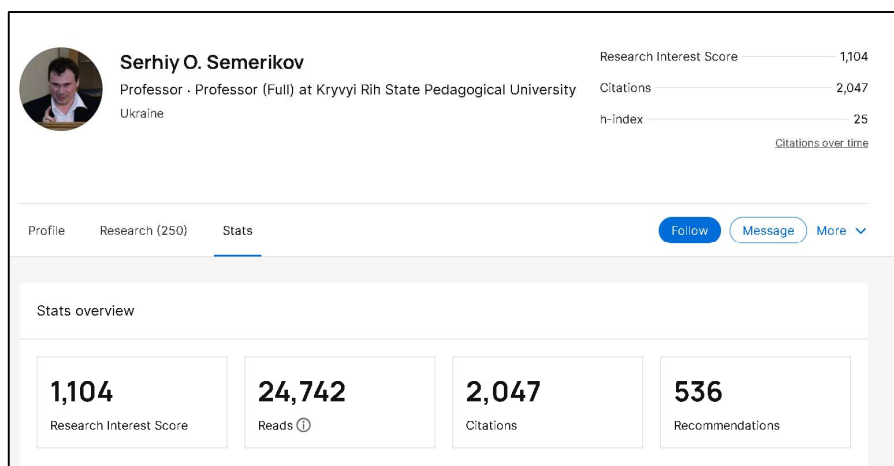 Serhiy O. Semerikov
Professor · Professor (Full) at Kryvyi Rih State Pedagogical University
Ukraine
Research Interest Score 1,104
Citations 2,047
h-index 25
Citations over time
Profile Research (250) Stats
Follow Message More
Stats overview
1,104 24,742 2,047 536
Research Interest Score Reads Citations Recommendations